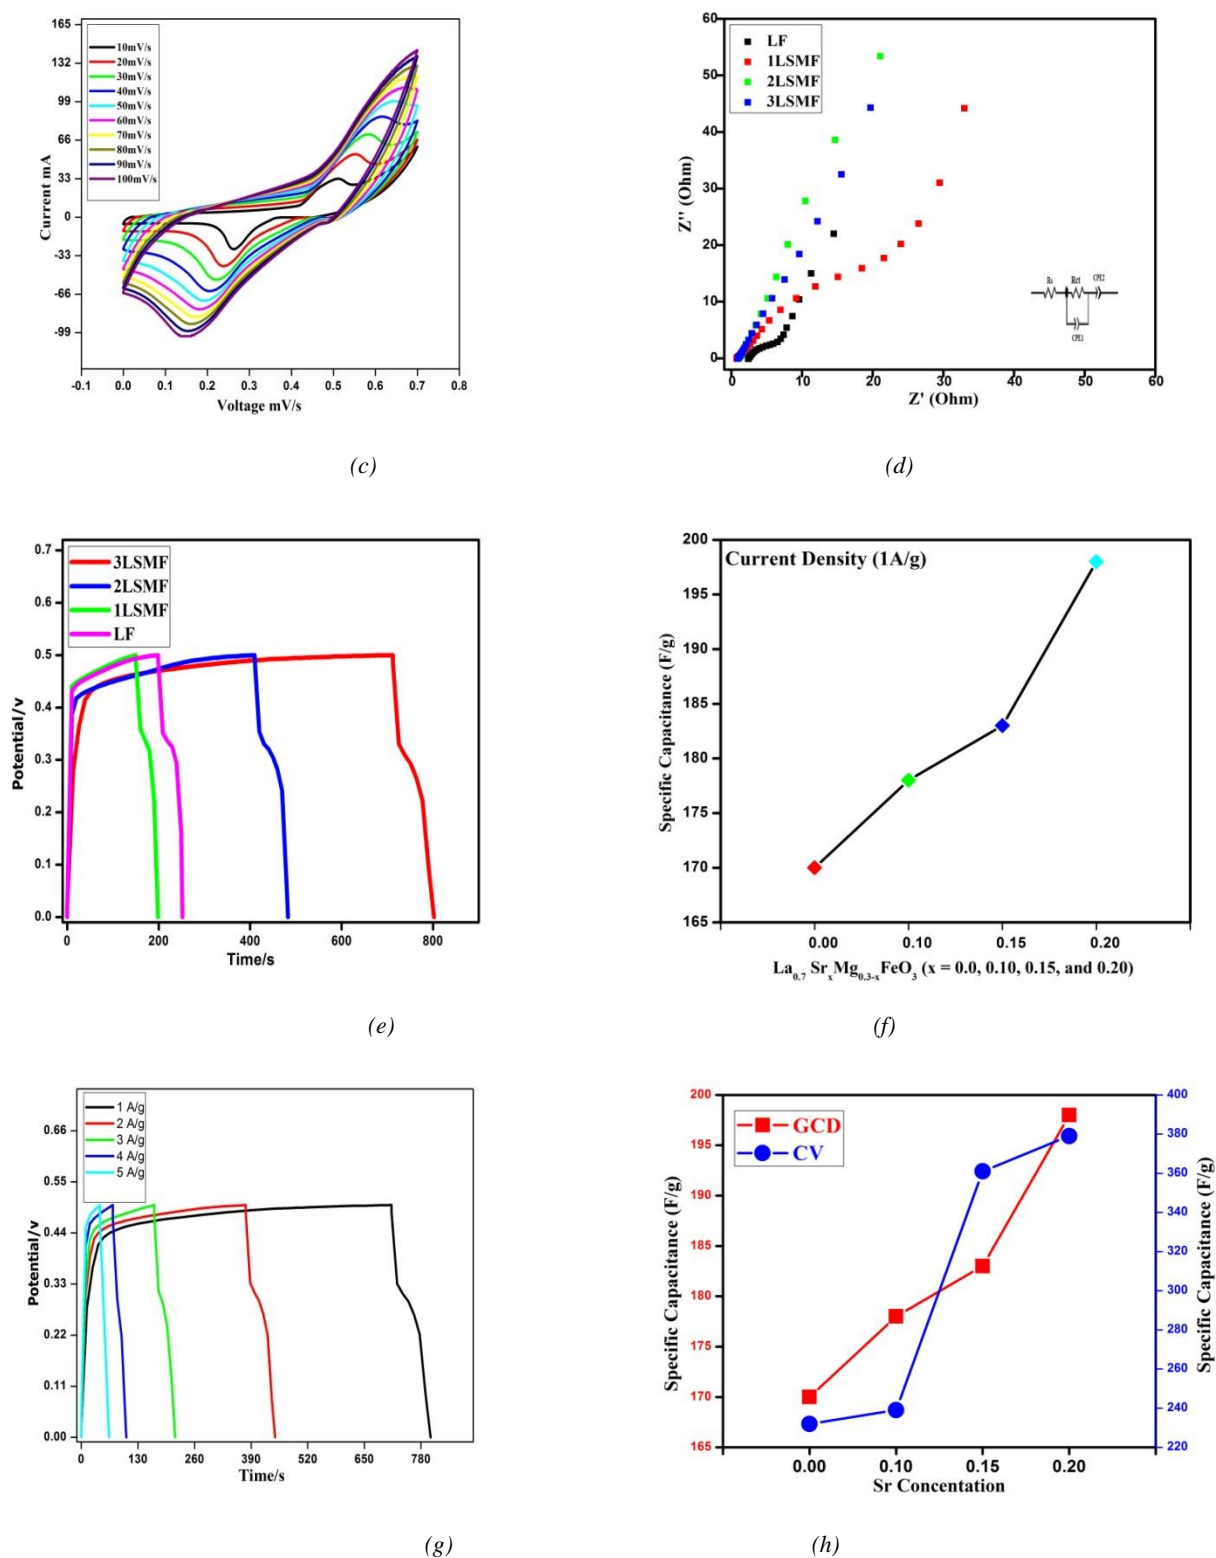 165
132
99
66
33
0
-33
-66
-99
Current mA
10mV/s
20mV/s
30mV/s
40mV/s
50mV/s
60mV/s
70mV/s
80mV/s
90mV/s
100mV/s
-0.1 0.0 0.1 0.2 0.3 0.4 0.5 0.6 0.7 0.8
Voltage mV/s
(c)
60
50
40
30
20
10
0
Z'' (Ohm)
LF
1LSMF
2LSMF
3LSMF
Rs Rct CPE2
CPE1
0 10 20 30 40 50 60
Z' (Ohm)
(d)
0.7
0.6
0.5
0.4
0.3
0.2
0.1
0.0
Potential/v
3LSMF
2LSMF
1LSMF
LF
0 200 400 600 800
Time/s
(e)
200
195
190
185
180
175
170
165
Specific Capacitance (F/g)
Current Density (1A/g)
0.00 0.10 0.15 0.20
La0.7 SrxMg0.3-xFeO3 (x = 0.0, 0.10, 0.15, and 0.20)
(f)
0.66
0.55
0.44
0.33
0.22
0.11
0.00
Potential/v
1 A/g
2 A/g
3 A/g
4 A/g
5 A/g
0 130 260 390 520 650 780
Time/s
(g)
200
195
190
185
180
175
170
165
Specific Capacitance (F/g)
GCD
CV
400
380
360
340
320
300
280
260
240
220
Specific Capacitance (F/g)
0.00 0.10 0.15 0.20
Sr Concentation
(h)